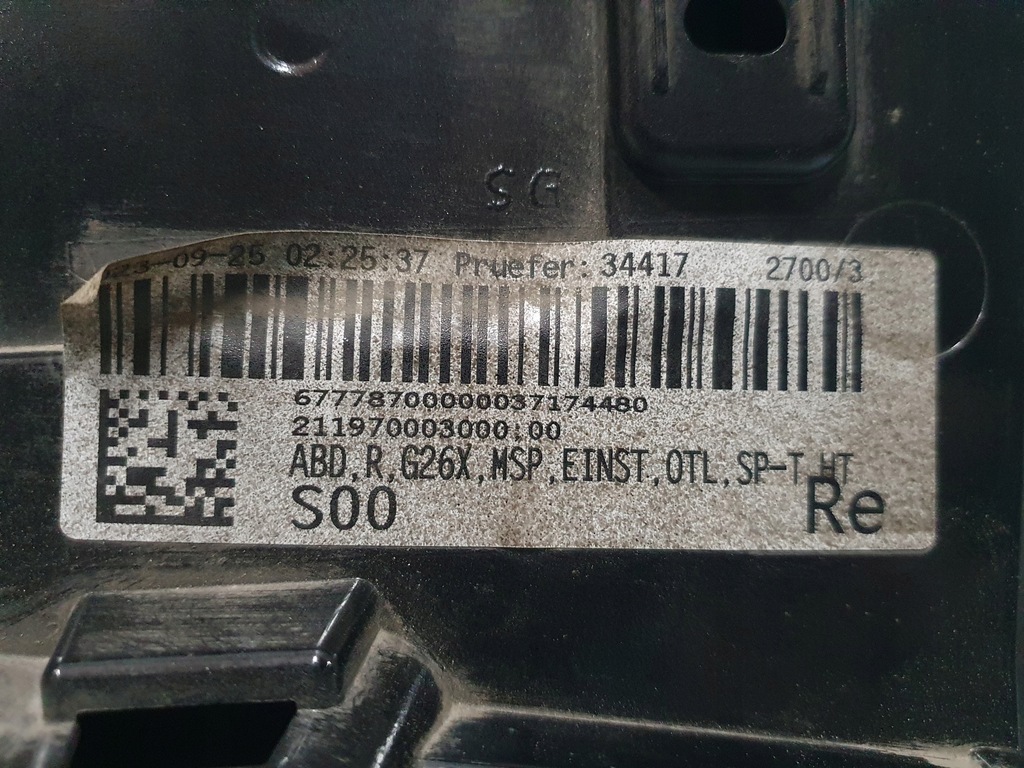 SG
23-09-25 02:25:37 Pruefer: 34417 2700/3
67778700000037174480
211970003000:00
ABD,R,G26X,MSP,EINST,OTL,SP-T,HT
S00 Re